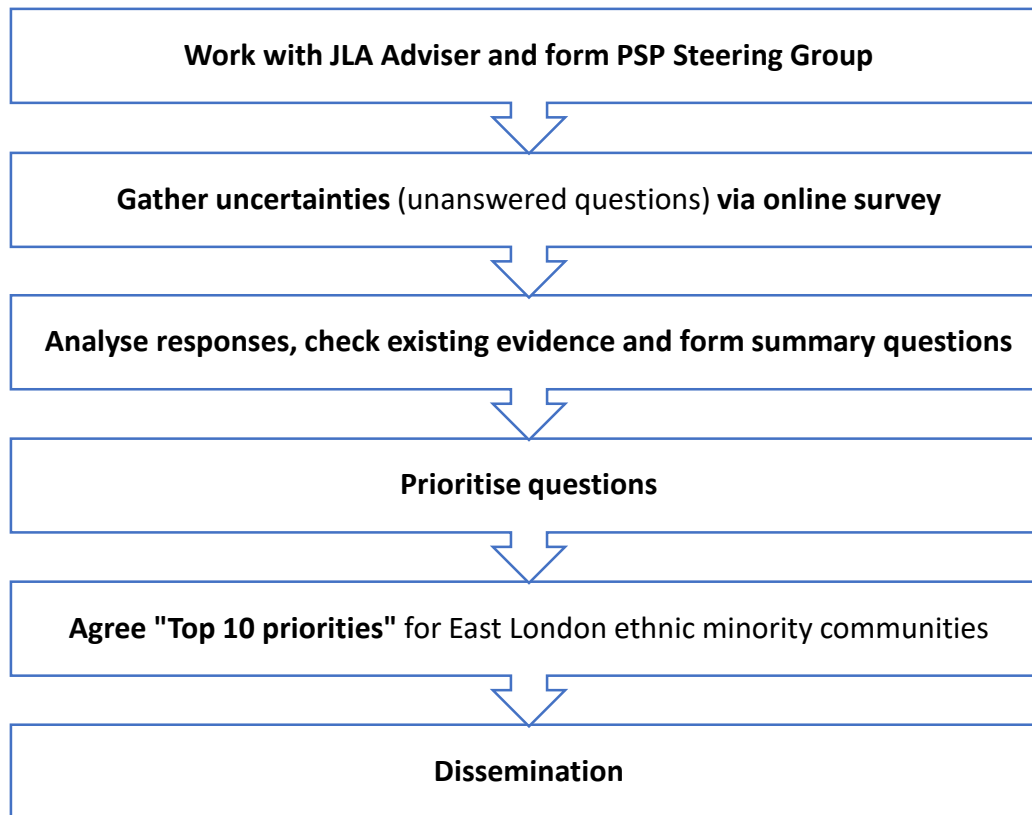 Work with JLA Adviser and form PSP Steering Group
Gather uncertainties (unanswered questions) via online survey
Analyse responses, check existing evidence and form summary questions
Prioritise questions
Agree "Top 10 priorities" for East London ethnic minority communities
Dissemination